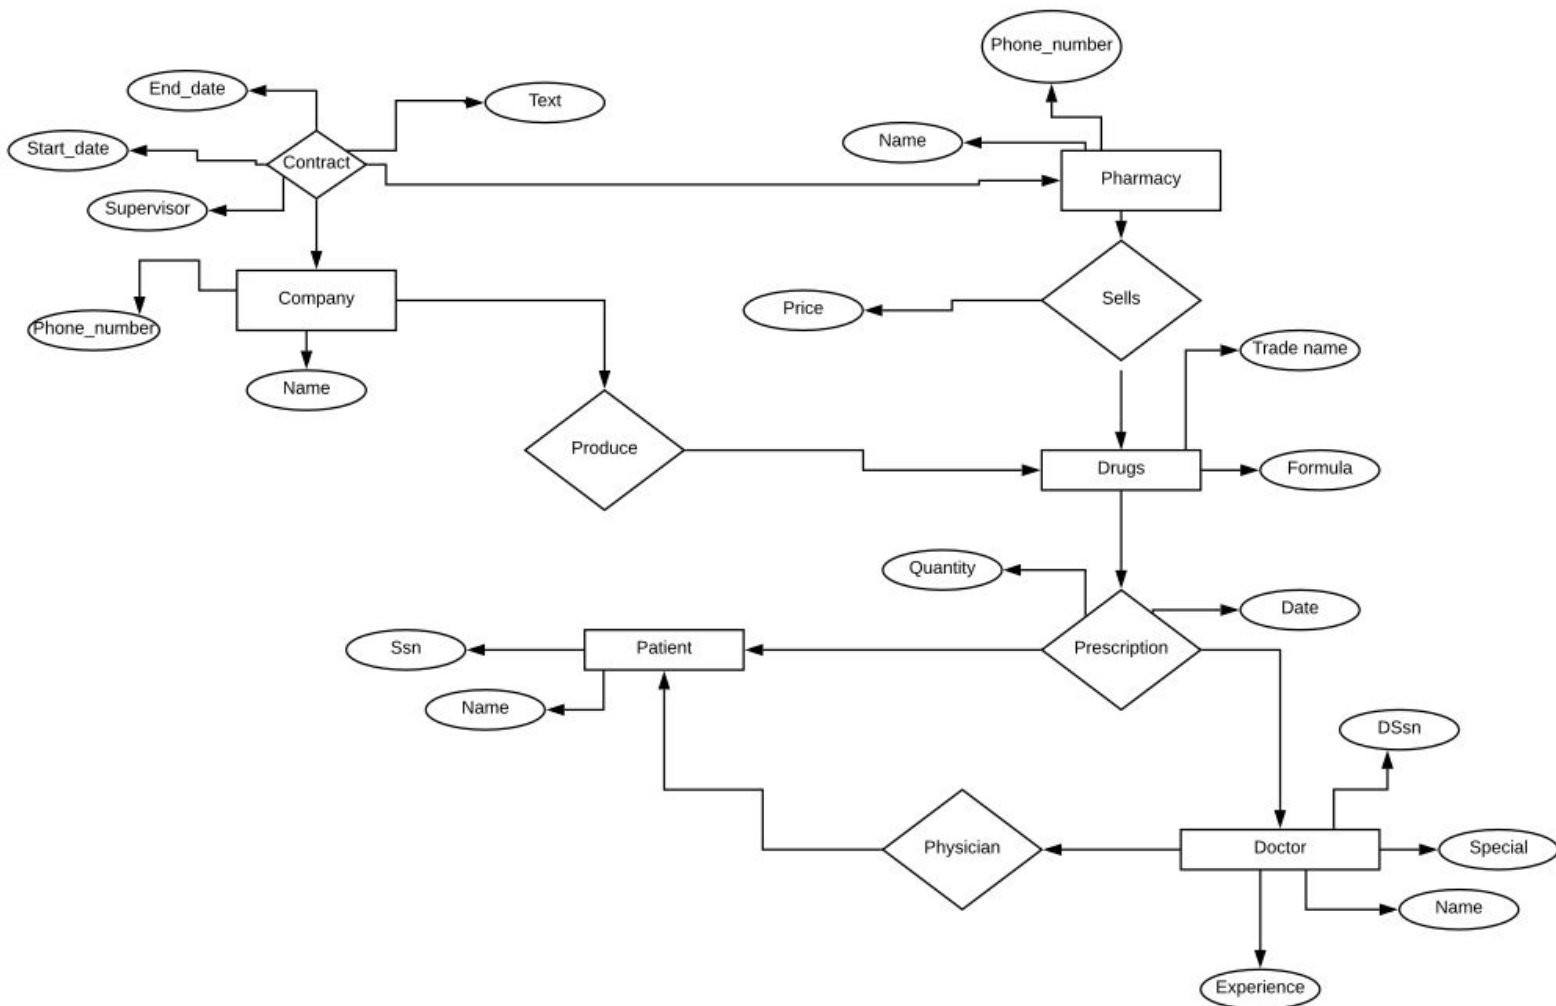 Phone_number
End_date
Text
Name
Start_date
Contract
Pharmacy
Supervisor
Company
Sells
Price
Phone_number
Trade name
Name
Produce
Drugs
Formula
Quantity
Date
Ssn
Patient
Prescription
Name
DSsn
Physician
Doctor
Special
Name
Experience